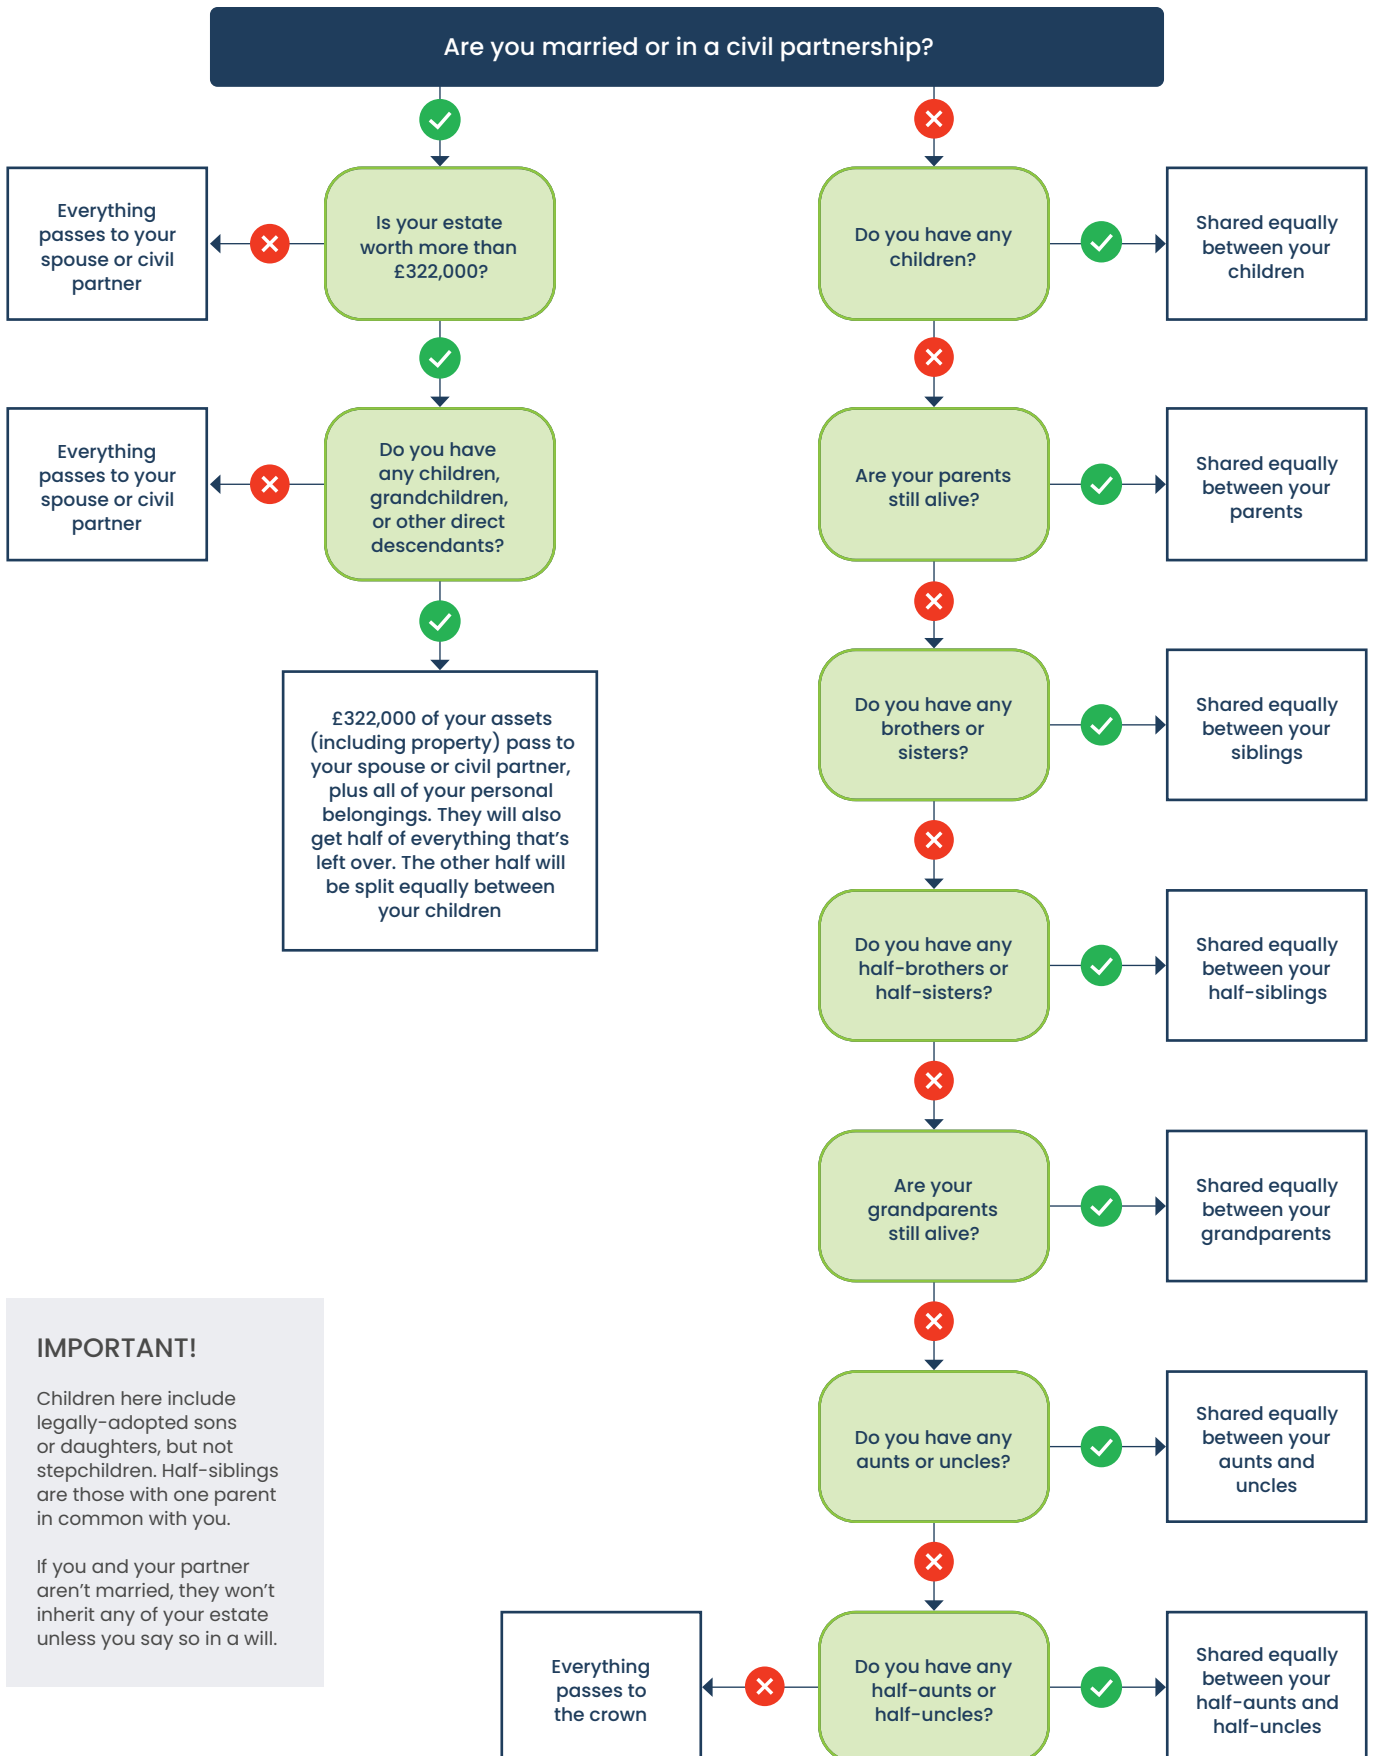 Are you married or in a civil partnership?
Everything
passes to your
spouse or civil
partner
Is your estate
worth more than
£322,000?
Do you have any
children?
Shared equally
between your
children
Everything
passes to your
spouse or civil
partner
Do you have
any children,
grandchildren,
or other direct
descendants?
Are your parents
still alive?
Shared equally
between your
parents
£322,000 of your assets
(including property) pass to
your spouse or civil partner,
plus all of your personal
belongings. They will also
get half of everything that's
left over. The other half will
be split equally between
your children
Do you have any
brothers or
sisters?
Shared equally
between your
siblings
Do you have any
half-brothers or
half-sisters?
Shared equally
between your
half-siblings
Are your
grandparents
still alive?
Shared equally
between your
grandparents
IMPORTANT!
Children here include
legally-adopted sons
or daughters, but not
stepchildren. Half-siblings
are those with one parent
in common with you.
If you and your partner
aren't married, they won't
inherit any of your estate
unless you say so in a will.
Do you have any
aunts or uncles?
Shared equally
between your
aunts and
uncles
Everything
passes to
the crown
Do you have any
half-aunts or
half-uncles?
Shared equally
between your
half-aunts and
half-uncles